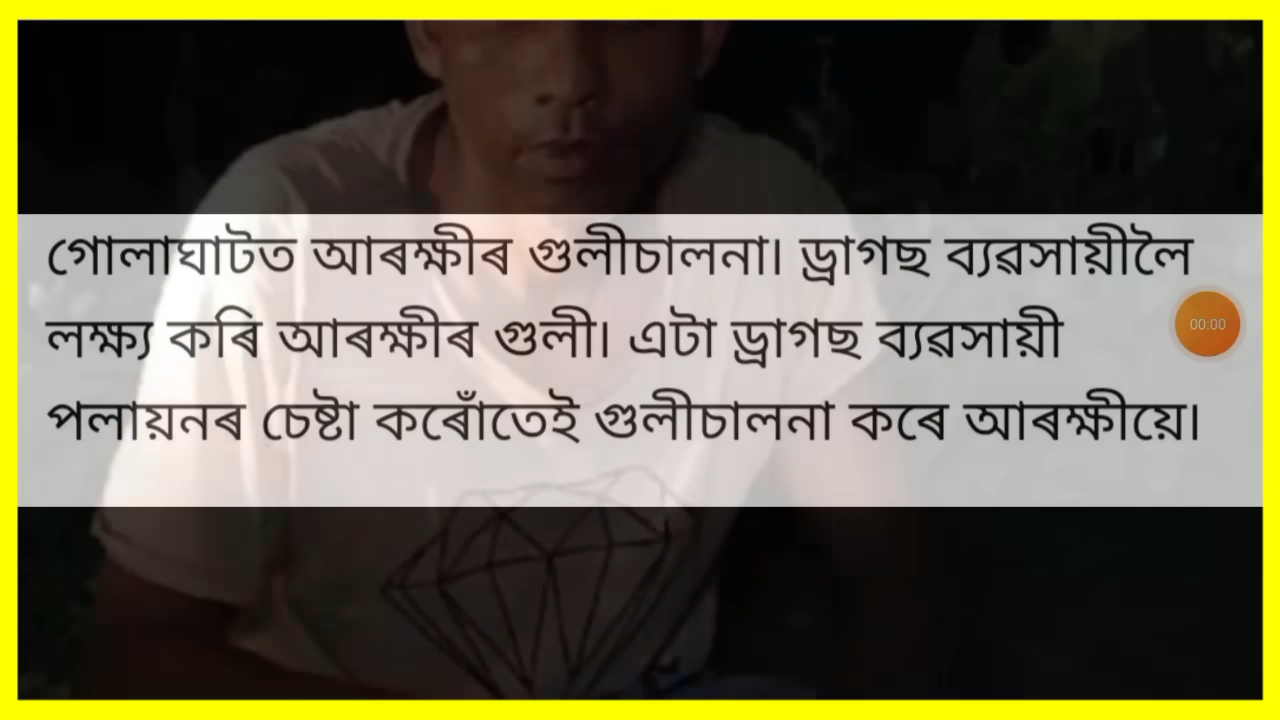 গোলাঘাটত আৰক্ষীৰ গুলীচালনা। ড্ৰাগছ ব্যৱসায়ীলৈ
লক্ষ্য কৰি আৰক্ষীৰ গুলী। এটা ড্ৰাগছ ব্যৱসায়ী
পলায়নৰ চেষ্টা কৰোঁতেই গুলীচালনা কৰে আৰক্ষীয়ে।
00:00